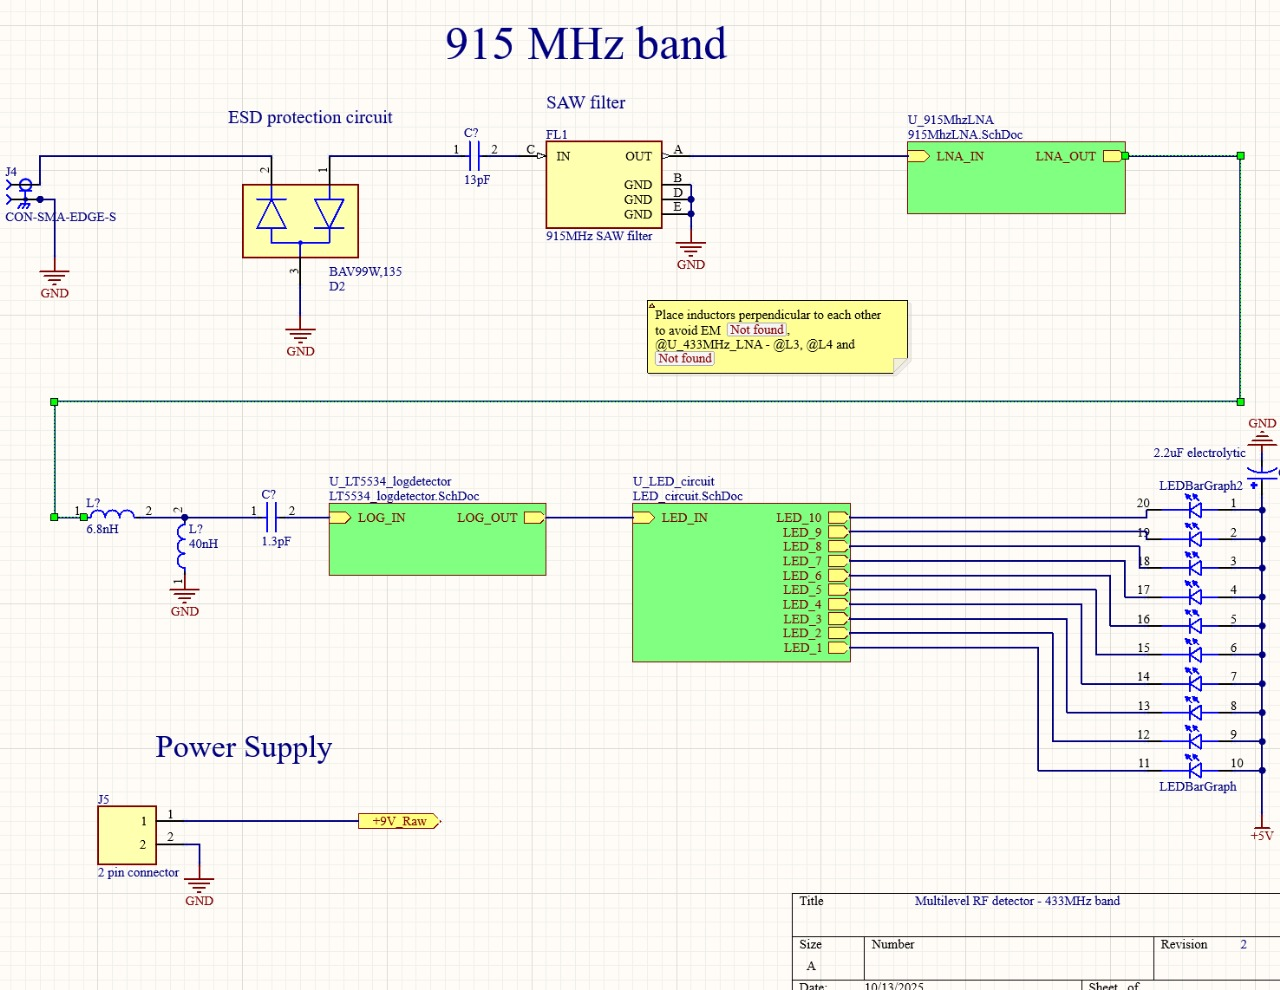 915 MHz band
ESD protection circuit
SAW filter
J4
CON-SMA-EDGE-S
GND
2
1
3
BAV99W,135
D2
GND
C?
1
2
13pF
FL1
C
IN
OUT
A
GND
B
GND
D
GND
E
915MHz SAW filter
GND
U_915MhzLNA
915MhzLNA.SchDoc
LNA_IN
LNA_OUT
Place inductors perpendicular to each other
to avoid EM Not found,
@U_433MHz_LNA - @L3, @L4 and
Not found
L?
1
2
6.8nH
2
L?
40nH
1
GND
C?
1
2
1.3pF
U_LT5534_logdetector
LT5534_logdetector.SchDoc
LOG_IN
LOG_OUT
U_LED_circuit
LED_circuit.SchDoc
LED_IN
LED_10
LED_9
LED_8
LED_7
LED_6
LED_5
LED_4
LED_3
LED_2
LED_1
GND
2.2uF electrolytic
LEDBarGraph2
20
1
19
2
18
3
17
4
16
5
15
6
14
7
13
8
12
9
11
10
LEDBarGraph
+5V
Power Supply
J5
1
1
2
2
+9V_Raw
2 pin connector
GND
Title
Multilevel RF detector - 433MHz band
Size
A
Number
Revision
2
Date:
10/13/2025
Sheet of